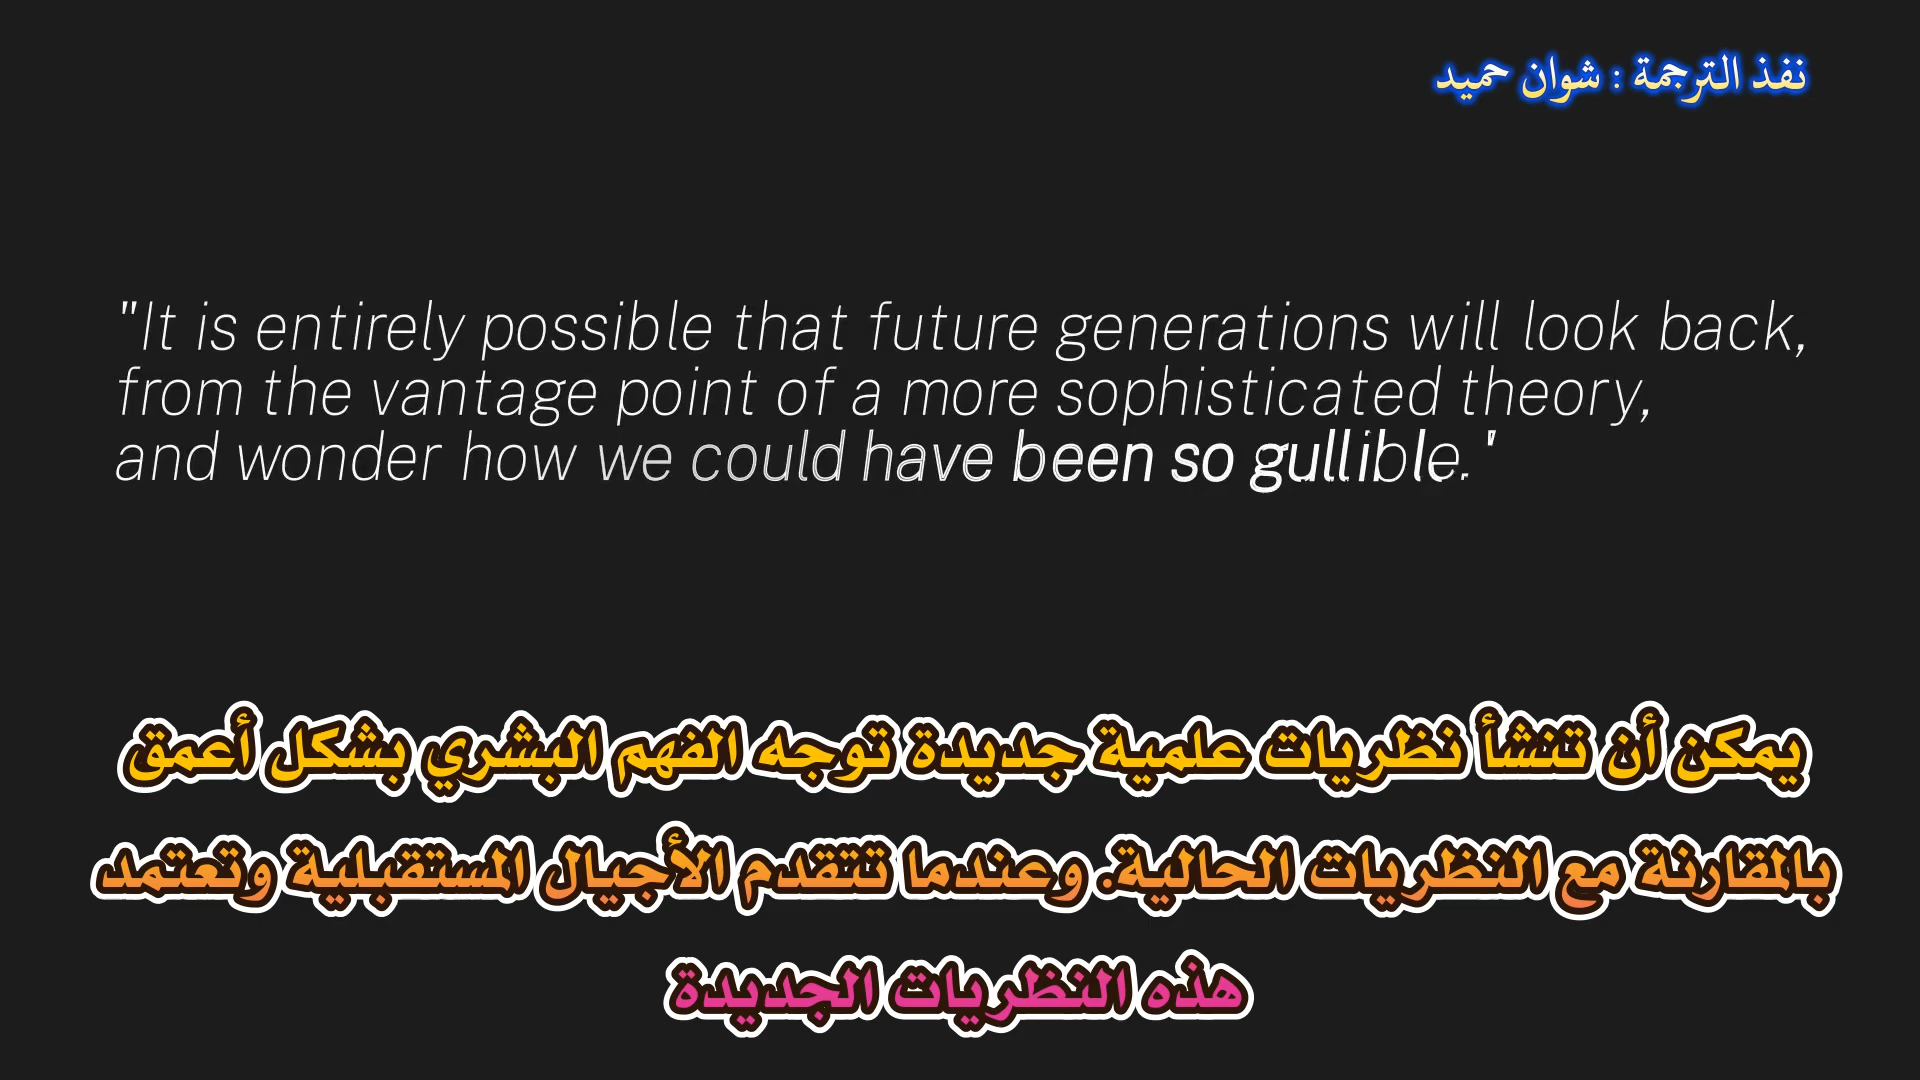 نفذ الترجمة : شوان حميد
"It is entirely possible that future generations will look back,
from the vantage point of a more sophisticated theory,
and wonder how we could have been so gullible.'
يمكن أن تنشأ نظريات علمية جديدة توجه الفهم البشري بشكل أعمق
بالمقارنة مع النظريات الحالية. وعندما تتقدم الأجيال المستقبلية وتعتمد
هذه النظريات الجديدة